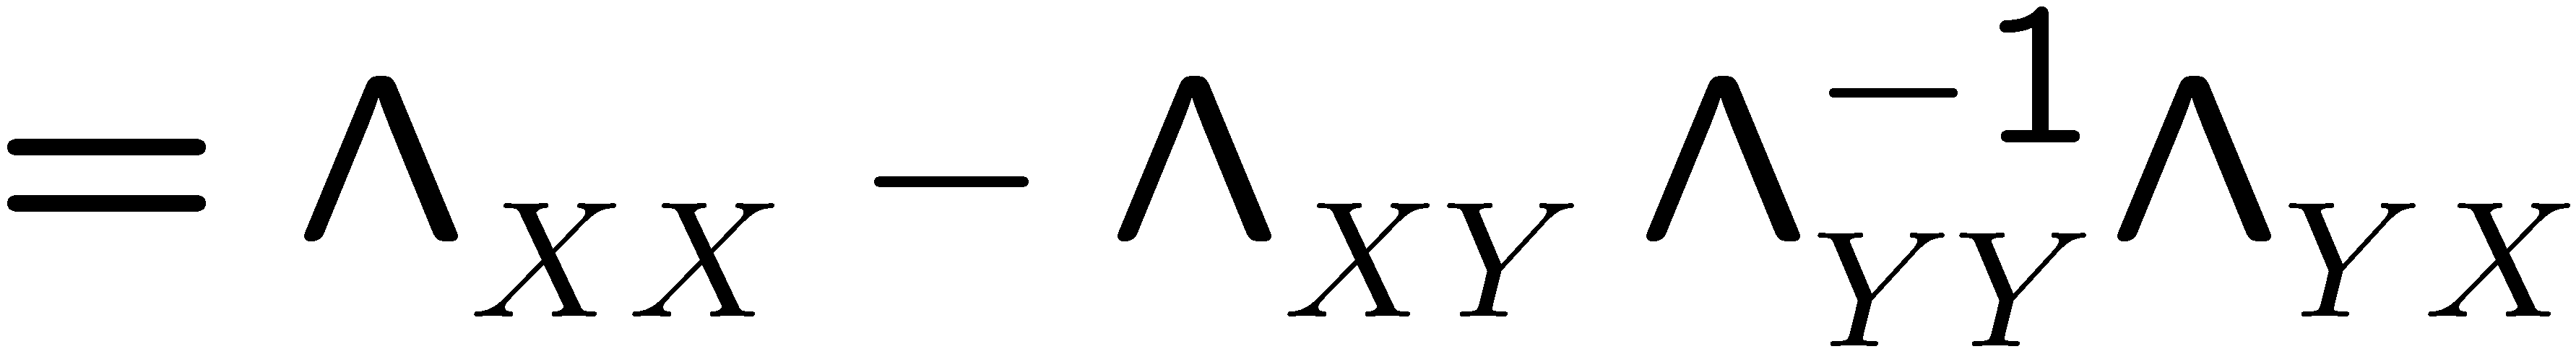 = Λ_{XX} − Λ_{XY} Λ_{YY}^{−1} Λ_{YX}